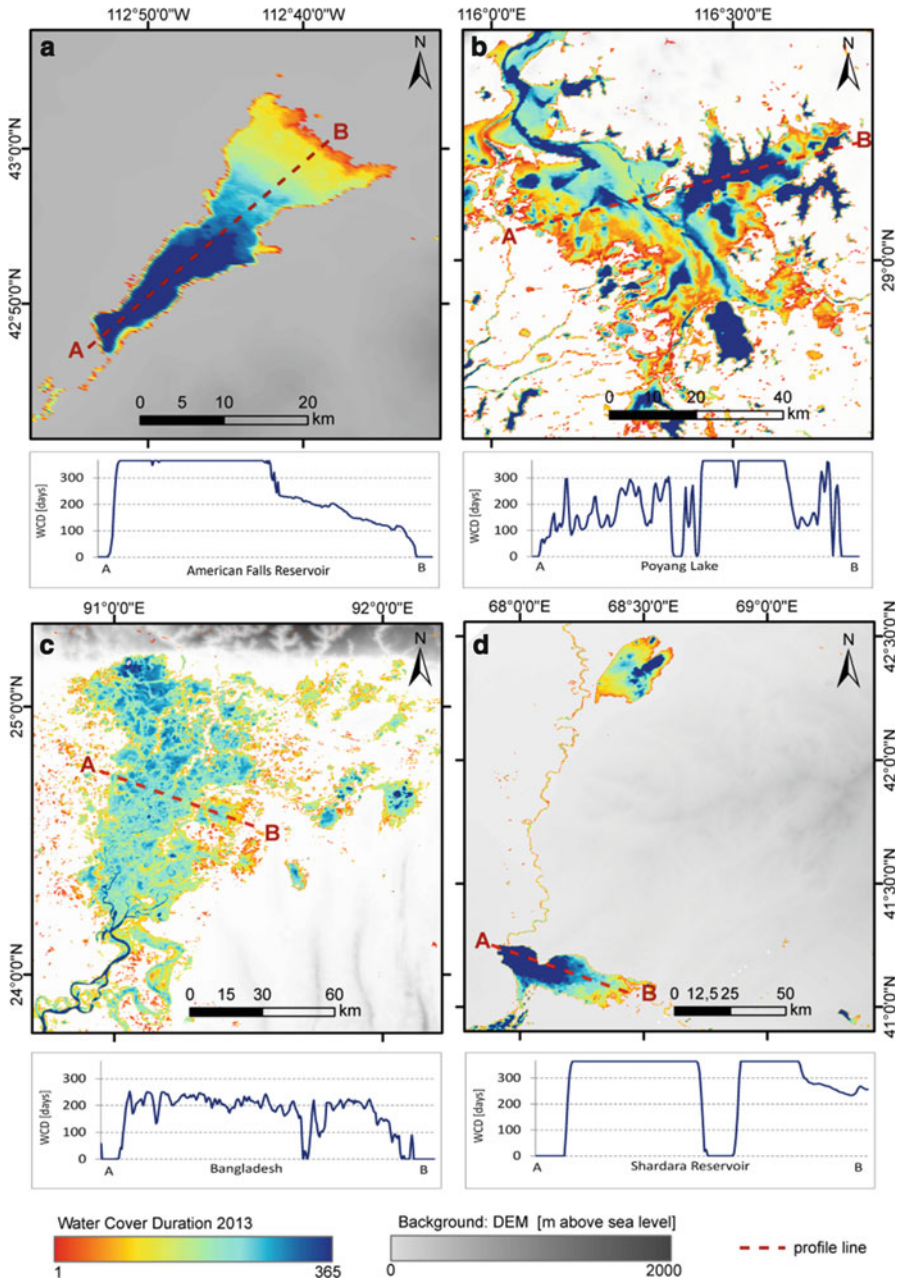 112°50'0"W 112°40'0"W
a
N
43°0'0"N
42°50'0"N
A
B
0 5 10 20
km
116°0'0"E 116°30'0"E
b
N
29°0'0"N
A
B
0 10 20 40
km
WCD [days]
300
200
100
0
A American Falls Reservoir B
WCD [days]
300
200
100
0
A Poyang Lake B
91°0'0"E 92°0'0"E
c
N
25°0'0"N
24°0'0"N
A
B
0 15 30 60
km
68°0'0"E 68°30'0"E 69°0'0"E
d
N
42°30'0"N
42°0'0"N
41°30'0"N
41°0'0"N
A
B
0 12,5 25 50
km
WCD [days]
300
200
100
0
A Bangladesh B
WCD [days]
300
200
100
0
A Shardara Reservoir B
Water Cover Duration 2013
1 365
Background: DEM [m above sea level]
0 2000
profile line